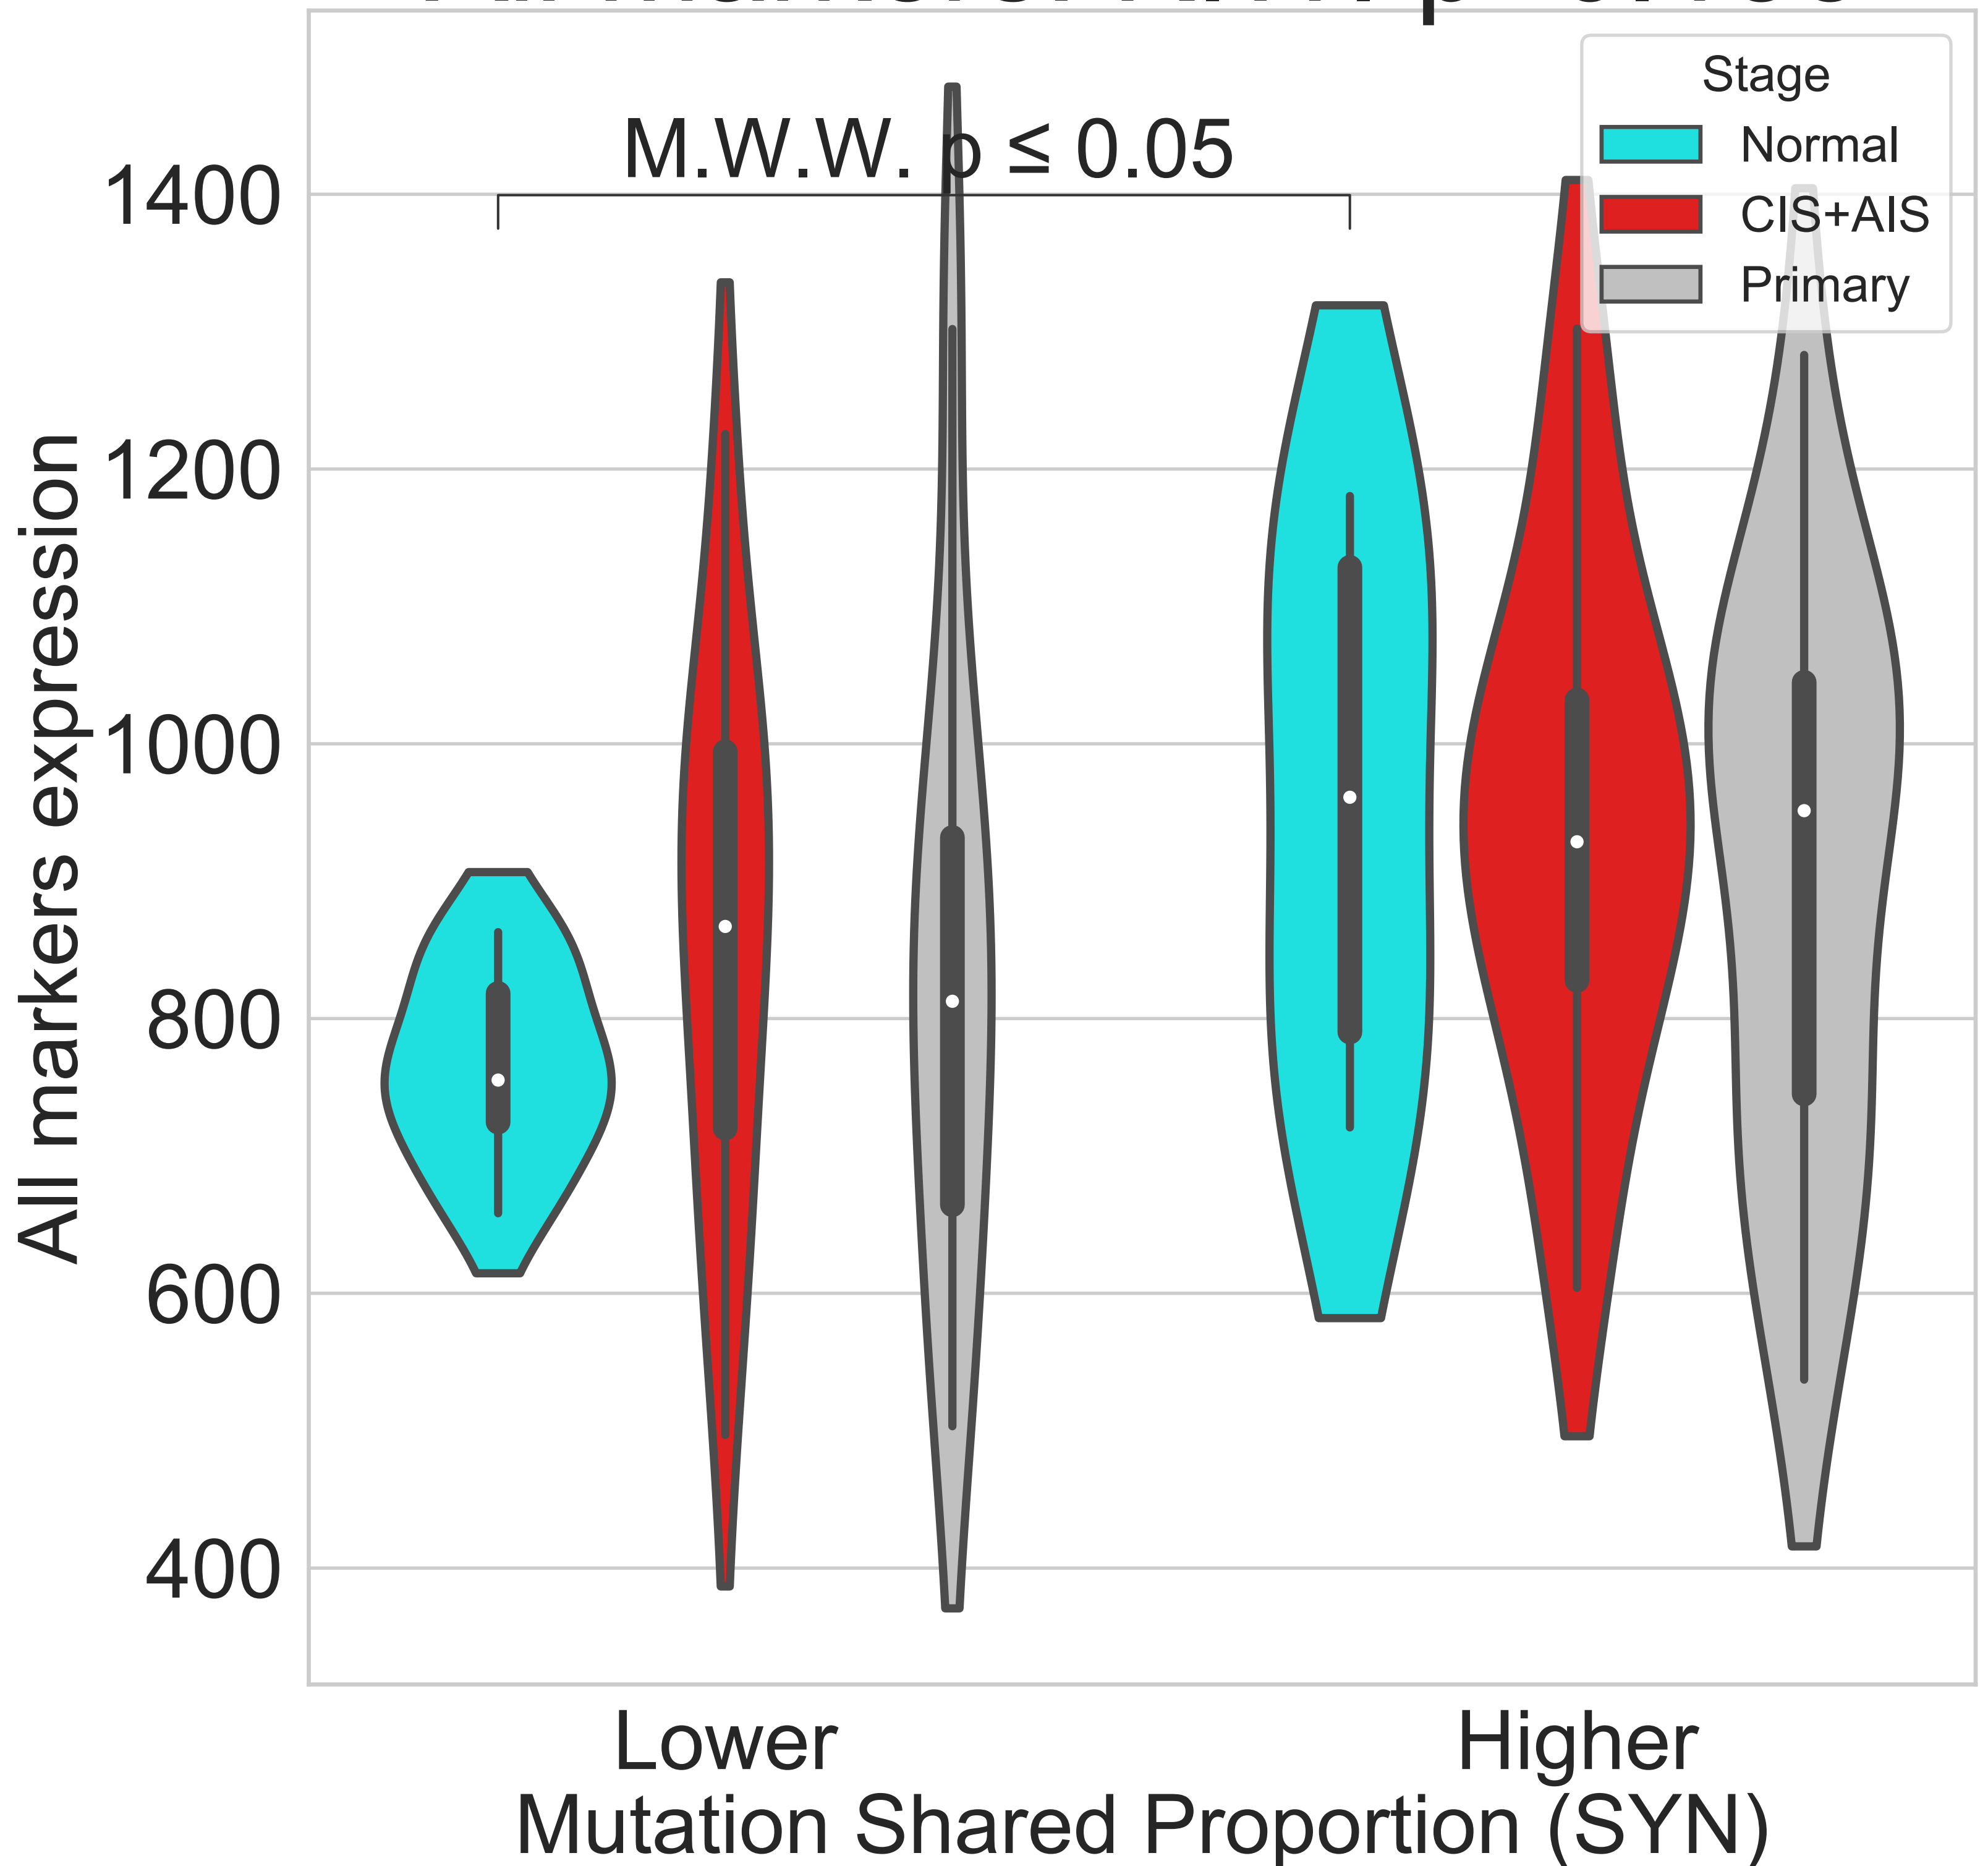 Stage
Normal
CIS+AIS
Primary
M.W.W. p ≤ 0.05
1400
1200
1000
800
600
400
All markers expression
Lower
Higher
Mutation Shared Proportion (SYN)